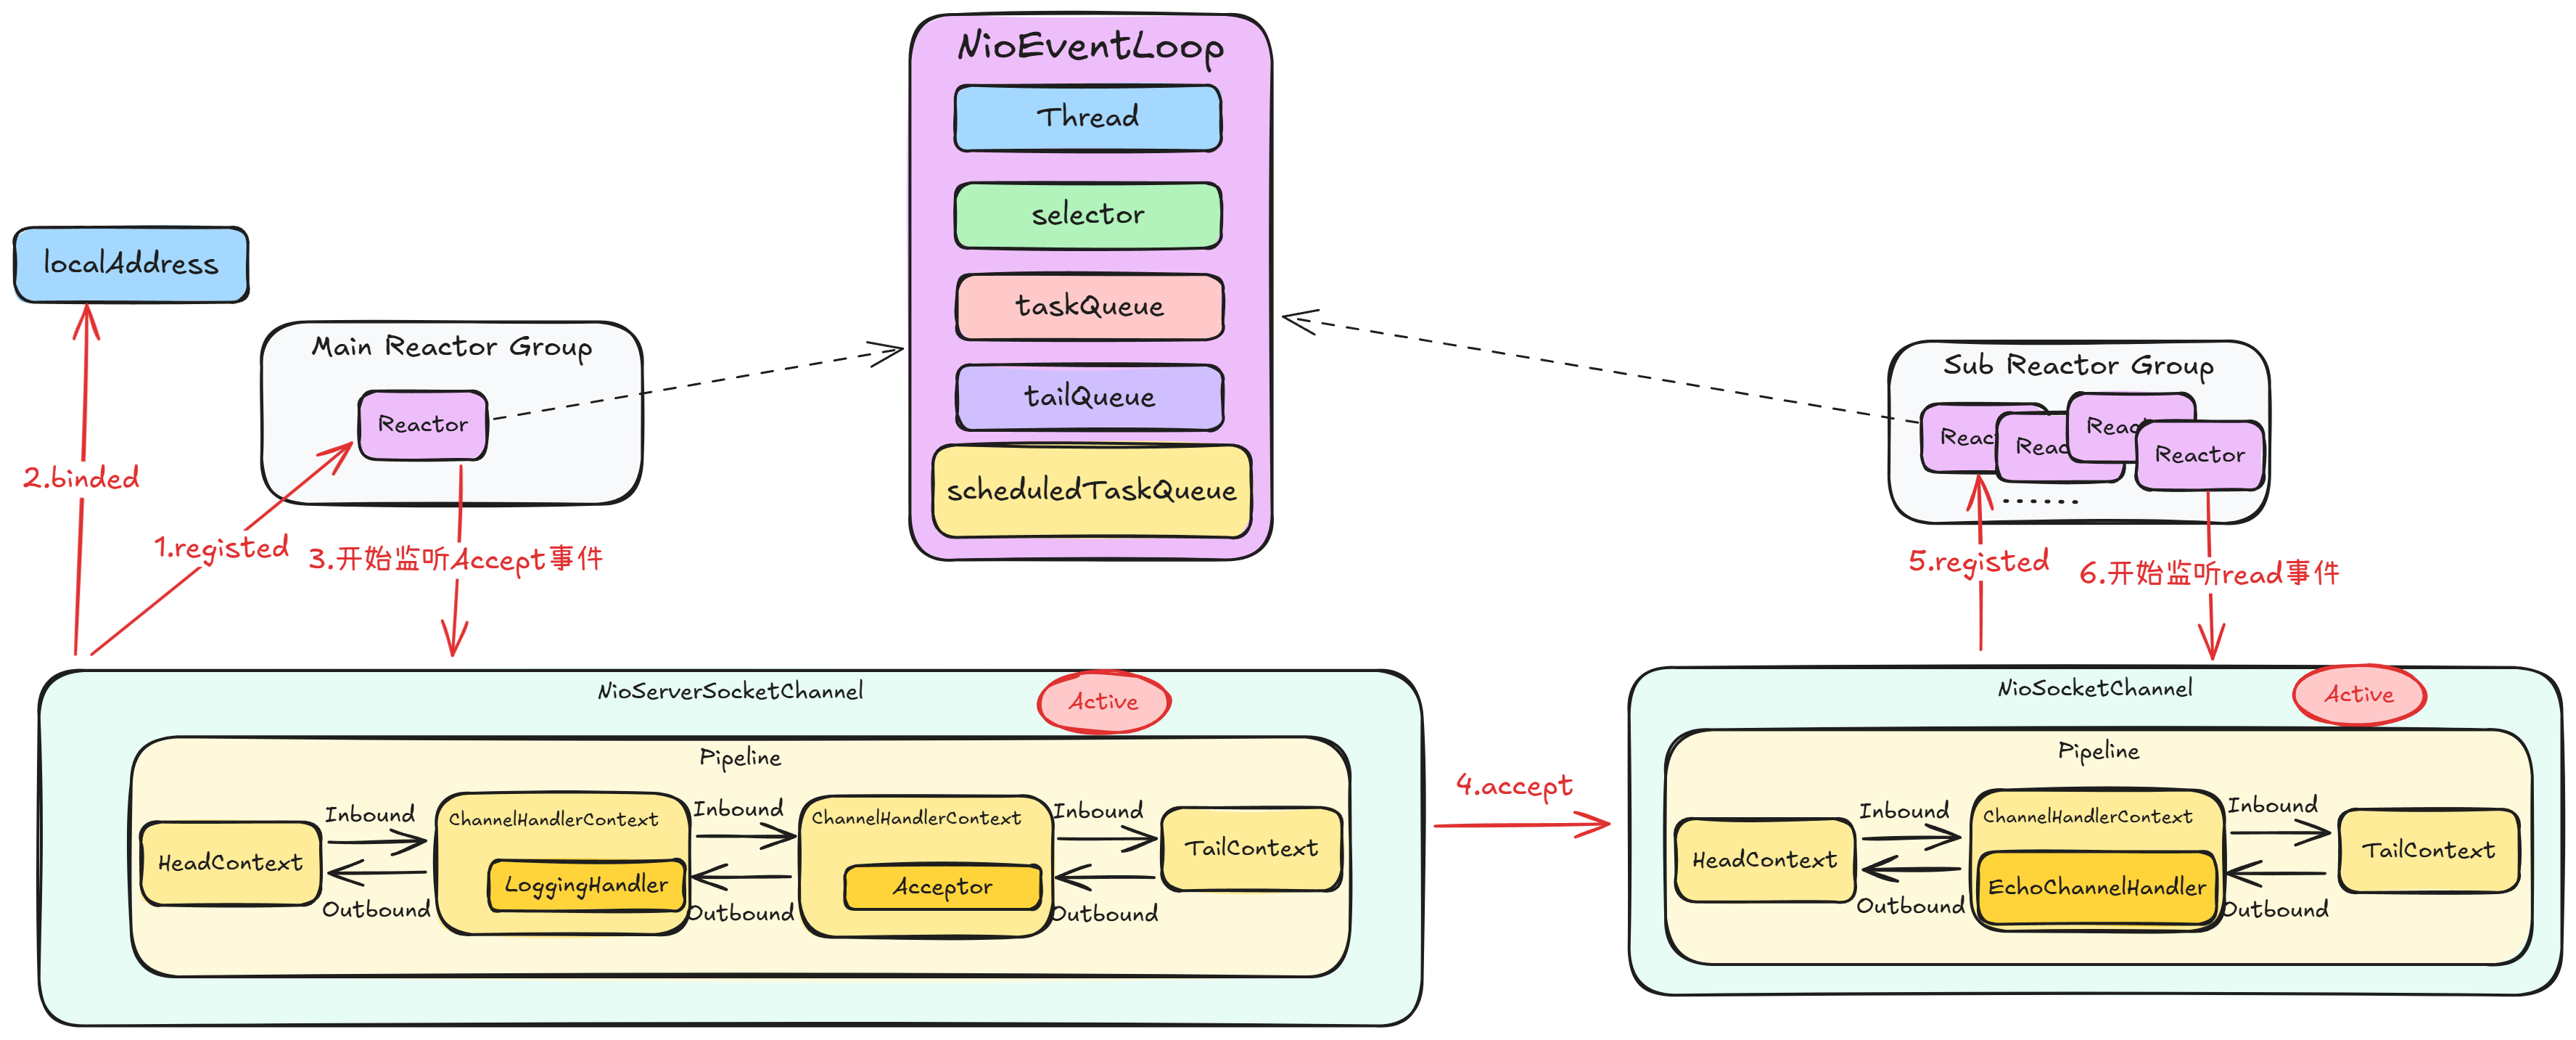 NioEventLoop
Thread
selector
taskQueue
tailQueue
scheduledTaskQueue
localAddress
Main Reactor Group
Reactor
Sub Reactor Group
Reac
Reac
Reac
Reactor
......
2.binded
1.registed
3.开始监听Accept事件
5.registed
6.开始监听read事件
NioServerSocketChannel
Active
Pipeline
HeadContext
Inbound
Outbound
ChannelHandlerContext
LoggingHandler
Inbound
Outbound
ChannelHandlerContext
Acceptor
Inbound
Outbound
TailContext
4.accept
NioSocketChannel
Active
Pipeline
HeadContext
Inbound
Outbound
ChannelHandlerContext
EchoChannelHandler
Inbound
Outbound
TailContext